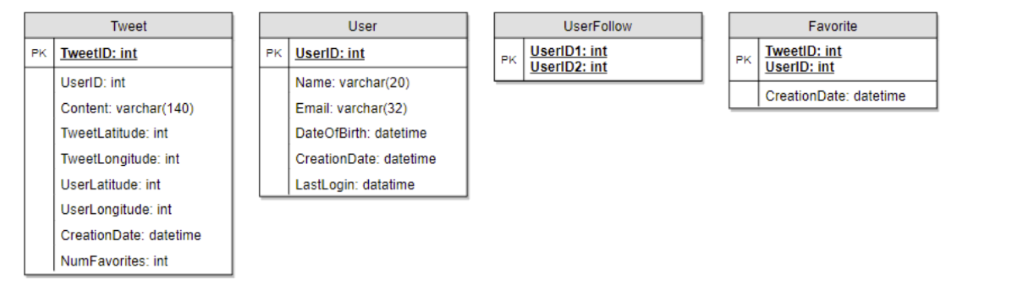 Tweet
PK TweetID: int
UserID: int
Content: varchar(140)
TweetLatitude: int
TweetLongitude: int
UserLatitude: int
UserLongitude: int
CreationDate: datetime
NumFavorites: int
User
PK UserID: int
Name: varchar(20)
Email: varchar(32)
DateOfBirth: datetime
CreationDate: datetime
LastLogin: datatime
UserFollow
PK UserID1: int
UserID2: int
Favorite
PK TweetID: int
UserID: int
CreationDate: datetime